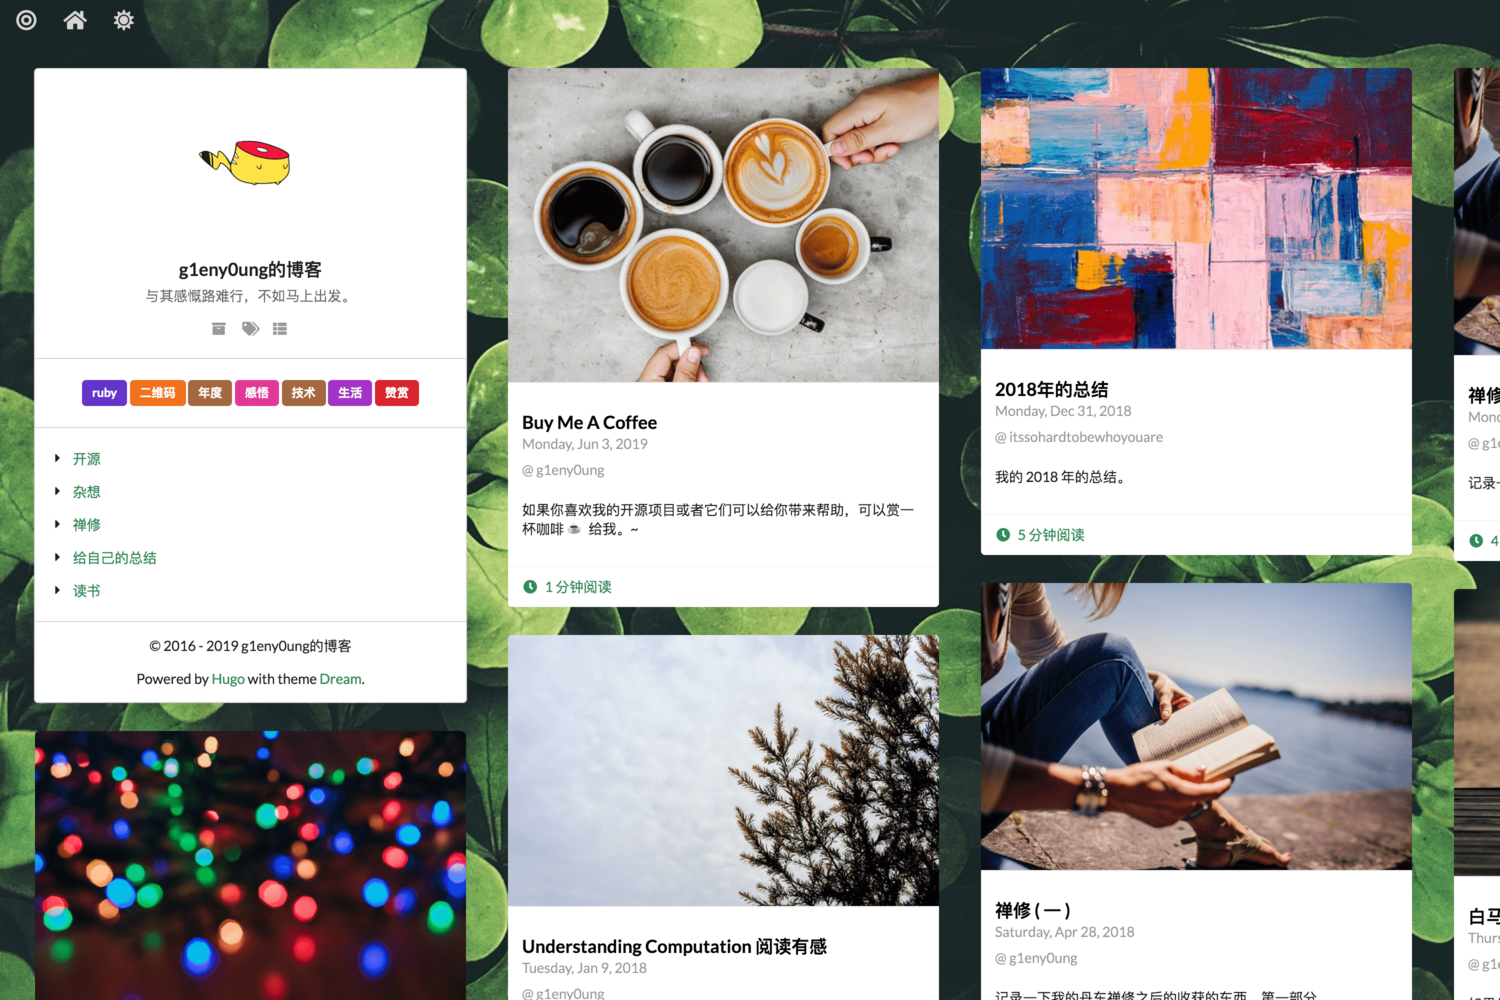 g1eny0ung的博客
与其感慨路难行，不如马上出发。
ruby 二维码 年度 感悟 技术 生活 赞赏
开源
杂想
禅修
给自己的总结
读书
© 2016 - 2019 g1eny0ung的博客
Powered by Hugo with theme Dream.
Buy Me A Coffee
Monday, Jun 3, 2019
@ g1eny0ung
如果你喜欢我的开源项目或者它们可以给你带来帮助，可以赏一
杯咖啡☕ 给我。~
1 分钟阅读
Understanding Computation 阅读有感
Tuesday, Jan 9, 2018
@ g1eny0ung
2018年的总结
Monday, Dec 31, 2018
@ itssohardtobewhoyouare
我的 2018 年的总结。
5 分钟阅读
禅修 ( 一 )
Saturday, Apr 28, 2018
@ g1eny0ung
记录一下我的丹东禅修之后的收获的东西，第一部分
禅修
@ g1
记录
4
白马
Thurs
@ g1